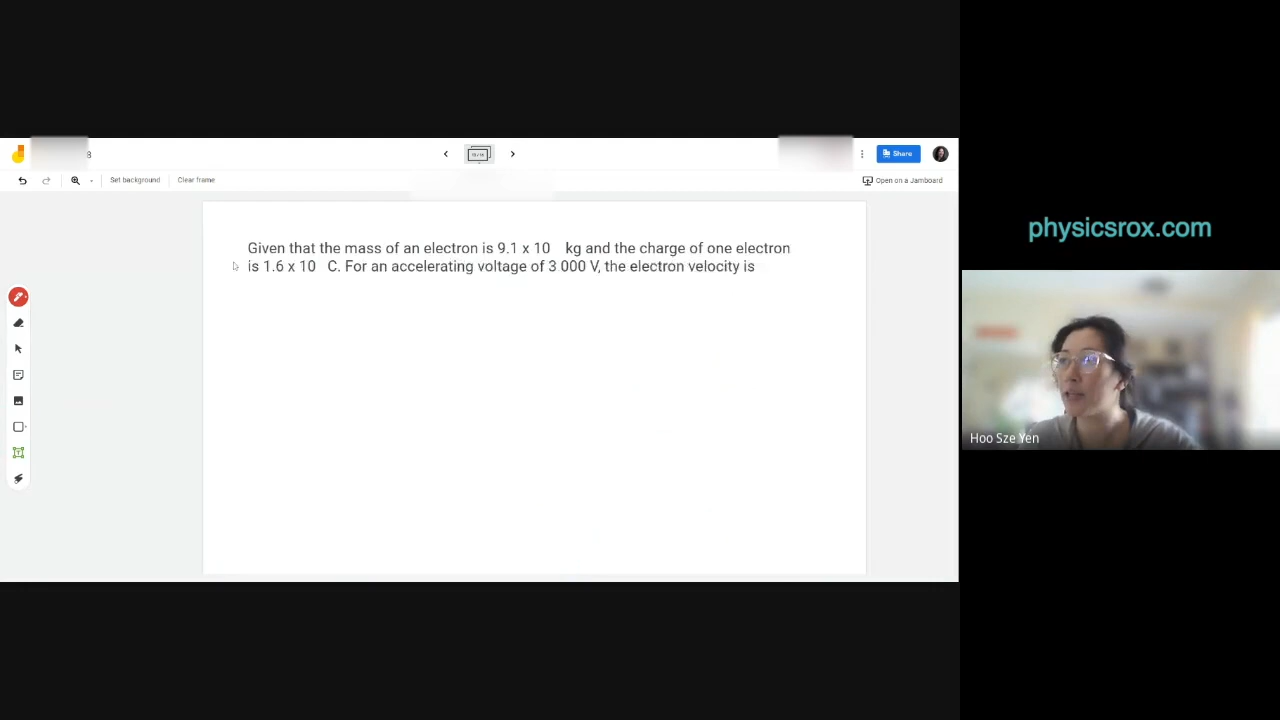 8
Share
Set background
Clear frame
Open on a Jamboard
Given that the mass of an electron is 9.1 x 10 kg and the charge of one electron
is 1.6 x 10 C. For an accelerating voltage of 3 000 V, the electron velocity is
physicsrox.com
Hoo Sze Yen